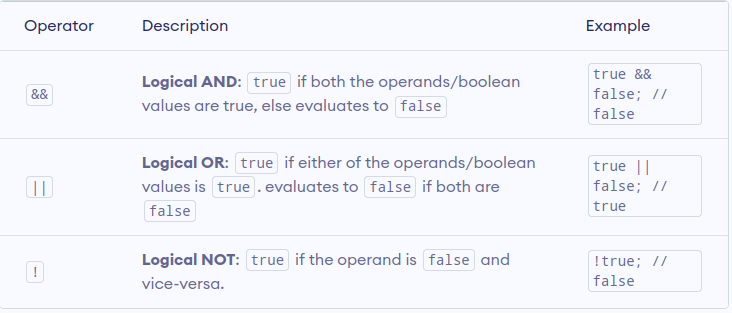 Operator Description Example
&& Logical AND: true if both the operands/boolean values are true, else evaluates to false true && false; // false
|| Logical OR: true if either of the operands/boolean values is true. evaluates to false if both are false true || false; // true
! Logical NOT: true if the operand is false and vice-versa. !true; // false